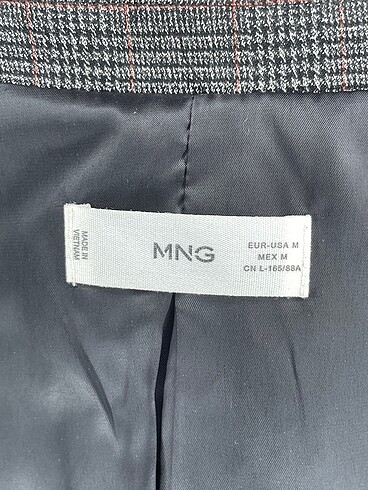 MADE IN
VIETNAM
MNG
EUR-USA M
MEX M
CN L-165/88A